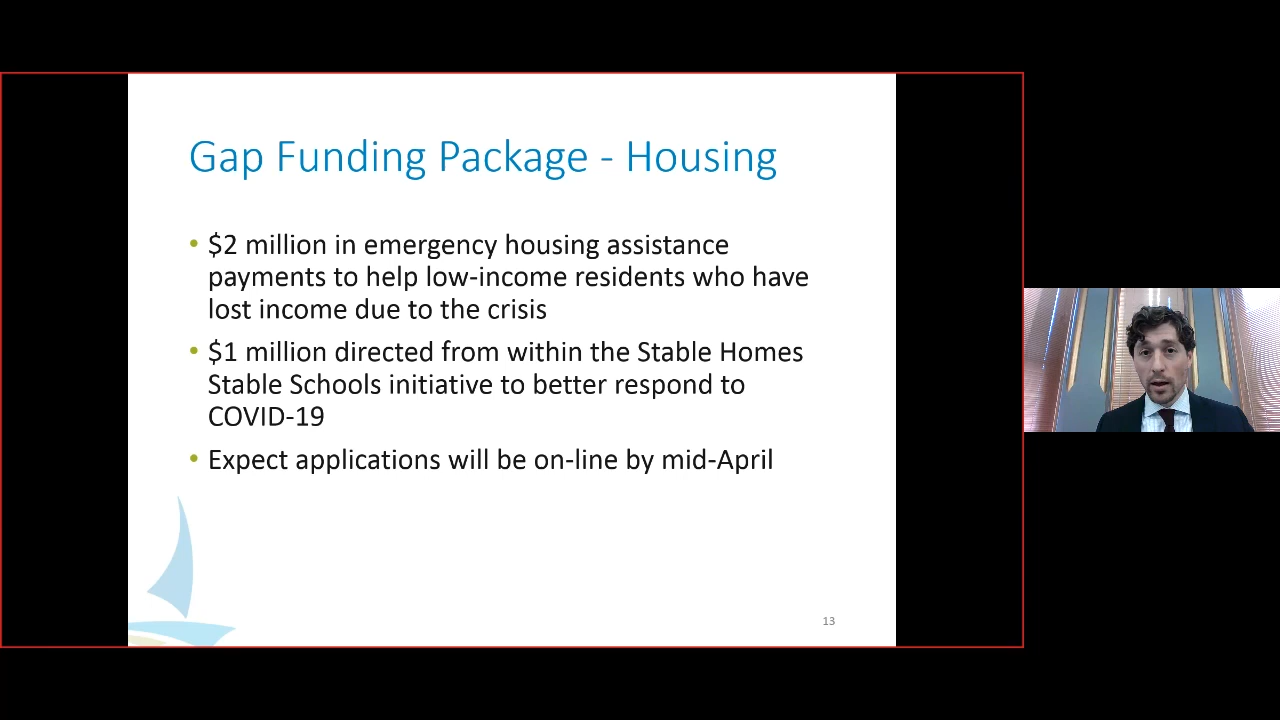 Gap Funding Package - Housing
• $2 million in emergency housing assistance
payments to help low-income residents who have
lost income due to the crisis
• $1 million directed from within the Stable Homes
Stable Schools initiative to better respond to
COVID-19
• Expect applications will be on-line by mid-April
13